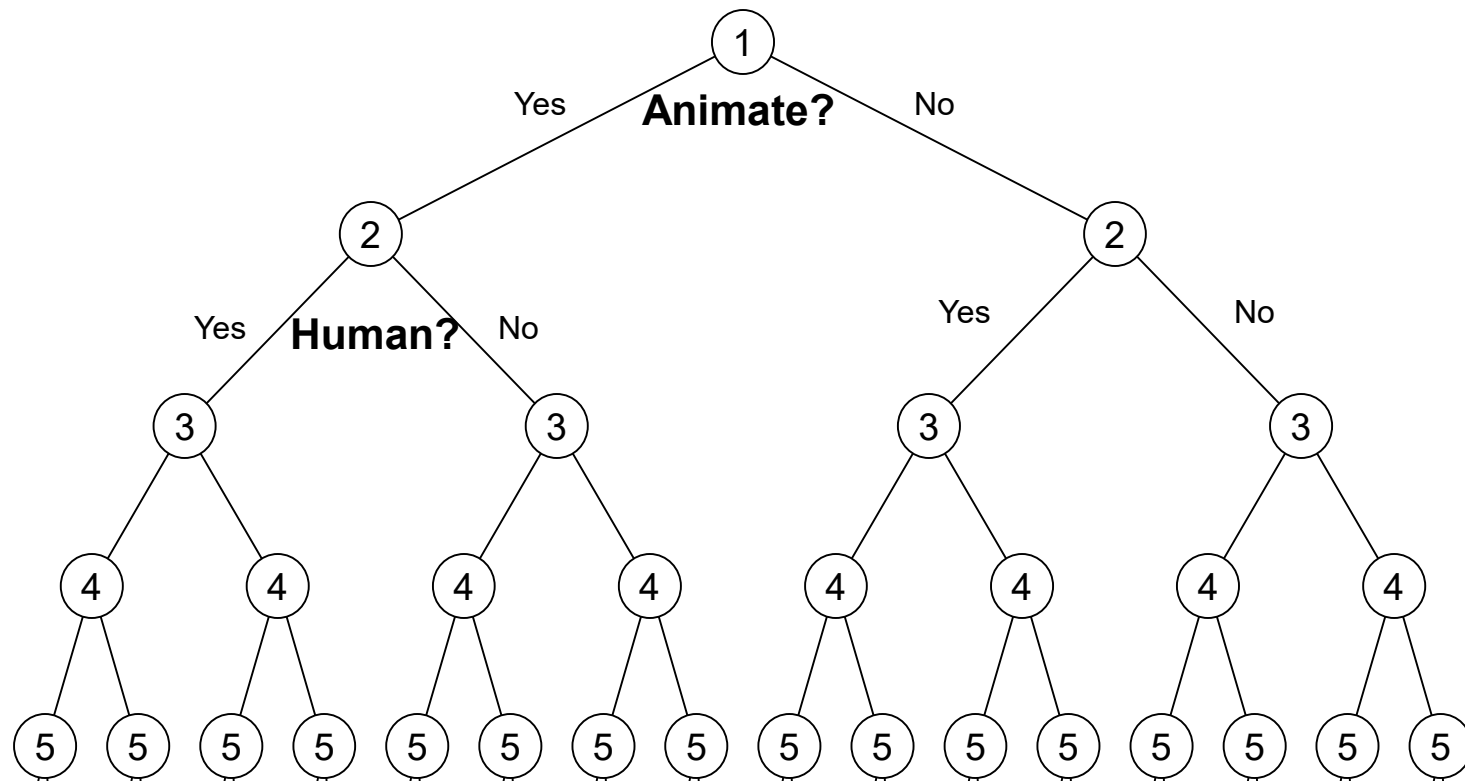 1
Yes Animate? No
2 2
Yes Human? No Yes No
3 3 3 3
4 4 4 4 4 4 4 4
5 5 5 5 5 5 5 5 5 5 5 5 5 5 5 5